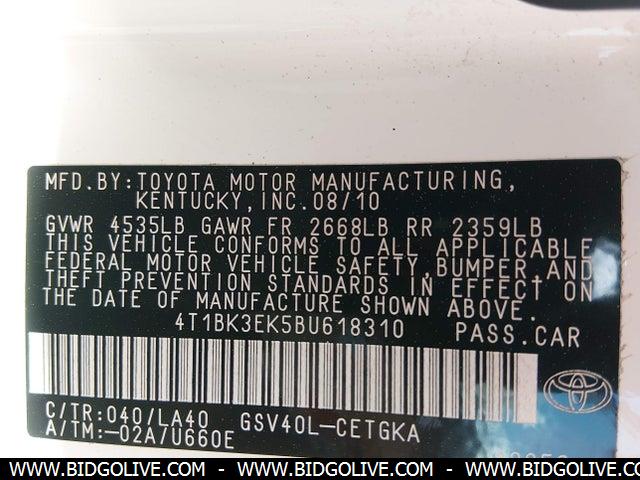 MFD.BY:TOYOTA MOTOR MANUFACTURING,
KENTUCKY,INC.08/10
GVWR 4535LB GAWR FR 2668LB RR 2359LB
THIS VEHICLE CONFORMS TO ALL APPLICABLE
FEDERAL MOTOR VEHICLE SAFETY,BUMPER,AND
THEFT PREVENTION STANDARDS IN EFFECT ON
THE DATE OF MANUFACTURE SHOWN ABOVE.
4T1BK3EK5BU618310 PASS.CAR
C/TR:040/LA40 GSV40L-CETGKA
A/TM:-02A/U660E
WWW.BIDGOLIVE.COM - WWW.BIDGOLIVE.COM - WWW.BIDGOLIVE.COM